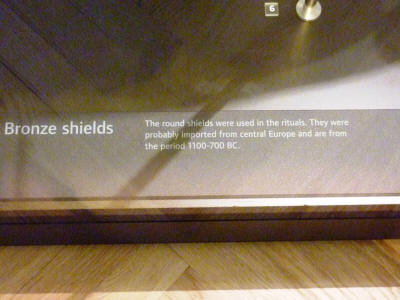 6
Bronze shields
The round shields were used in the rituals. They were
probably imported from central Europe and are from
the period 1100-700 BC.